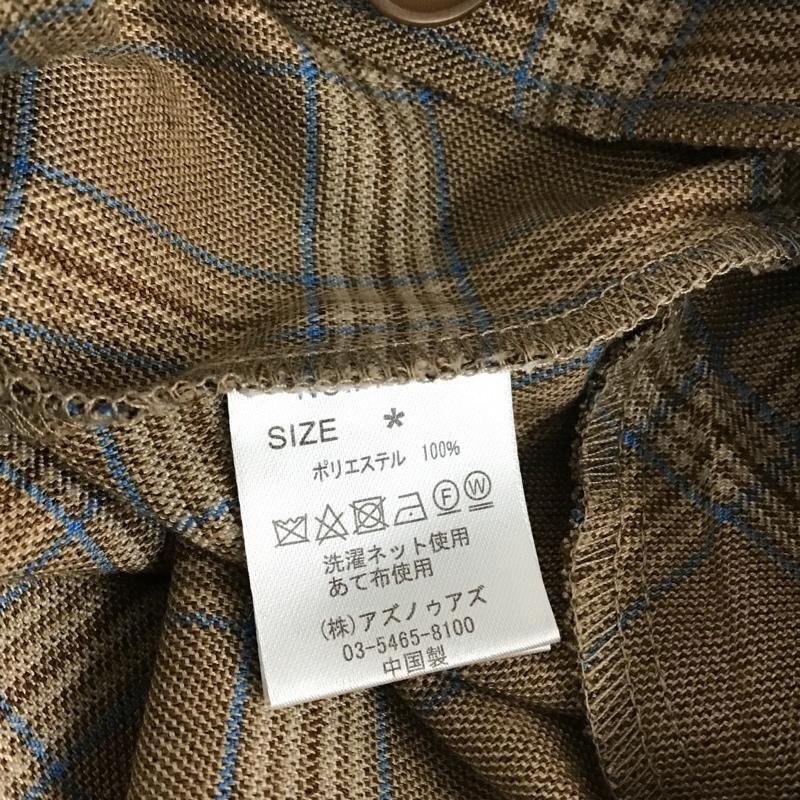 SIZE *
ポリエステル 100%
F W
洗濯ネット使用
あて布使用
(株)アズノゥアズ
03-5465-8100
中国製